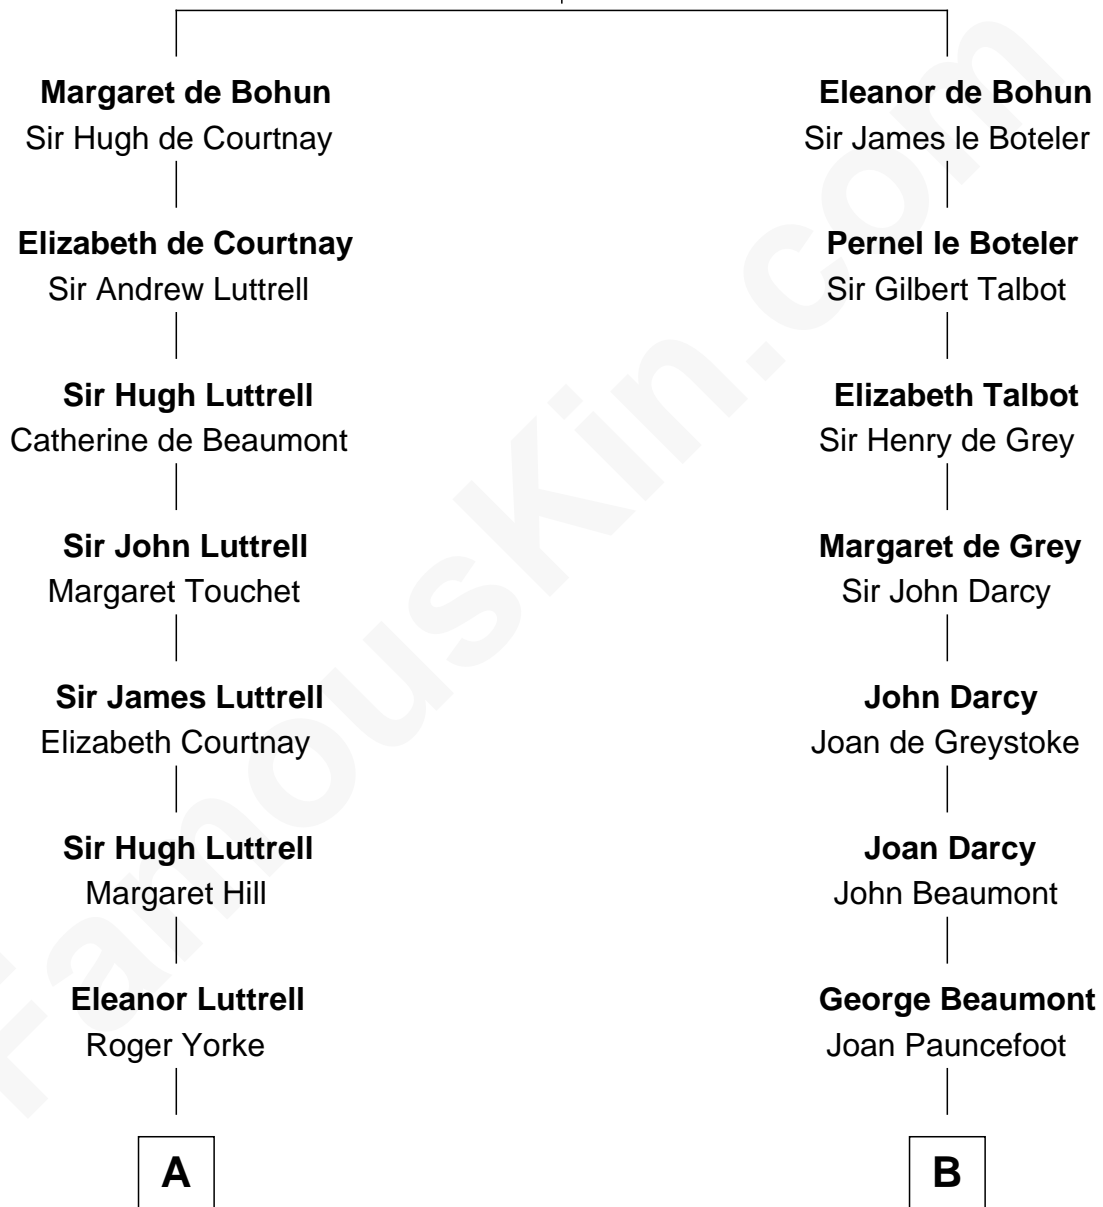 Margaret de Bohun
Sir Hugh de Courtnay
Eleanor de Bohun
Sir James le Boteler
Elizabeth de Courtnay
Sir Andrew Luttrell
Pernel le Boteler
Sir Gilbert Talbot
Sir Hugh Luttrell
Catherine de Beaumont
Elizabeth Talbot
Sir Henry de Grey
Sir John Luttrell
Margaret Touchet
Margaret de Grey
Sir John Darcy
Sir James Luttrell
Elizabeth Courtnay
John Darcy
Joan de Greystoke
Sir Hugh Luttrell
Margaret Hill
Joan Darcy
John Beaumont
Eleanor Luttrell
Roger Yorke
George Beaumont
Joan Pauncefoot
A
B
FamousKin.com